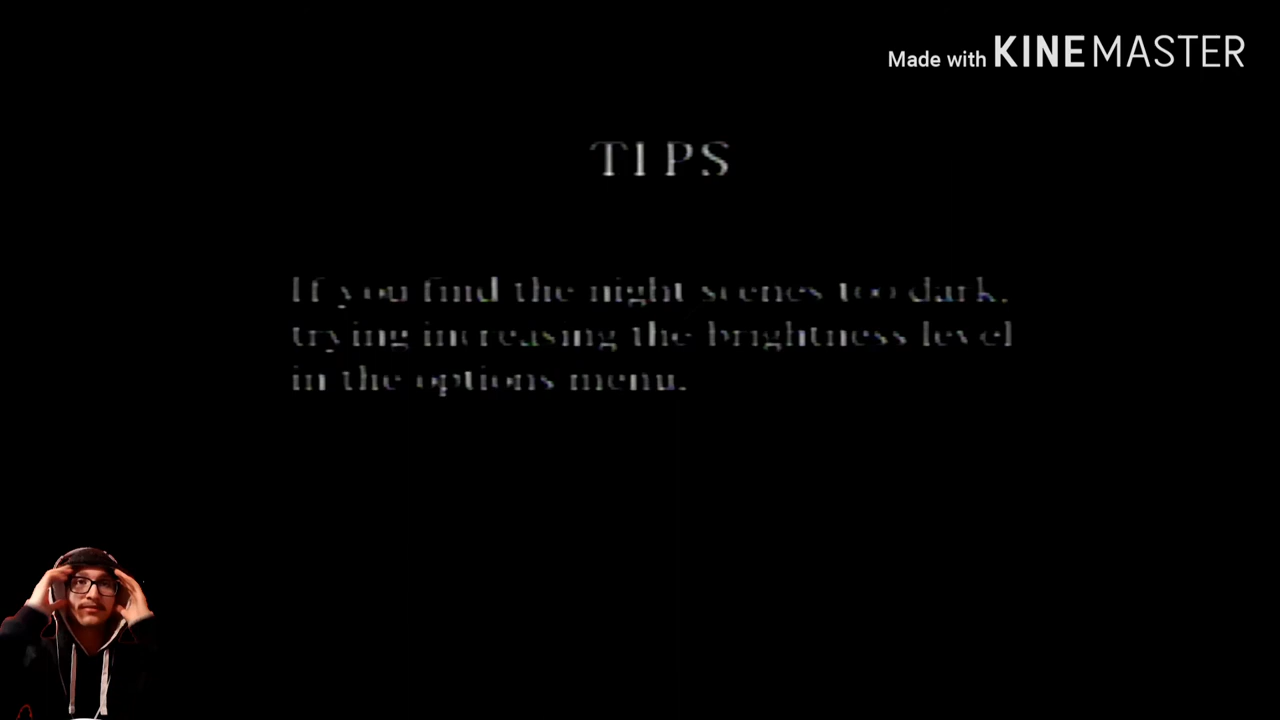 Made with KINEMASTER
TIPS
If you find the night scenes too dark,
trying increasing the brightness level
in the options menu.